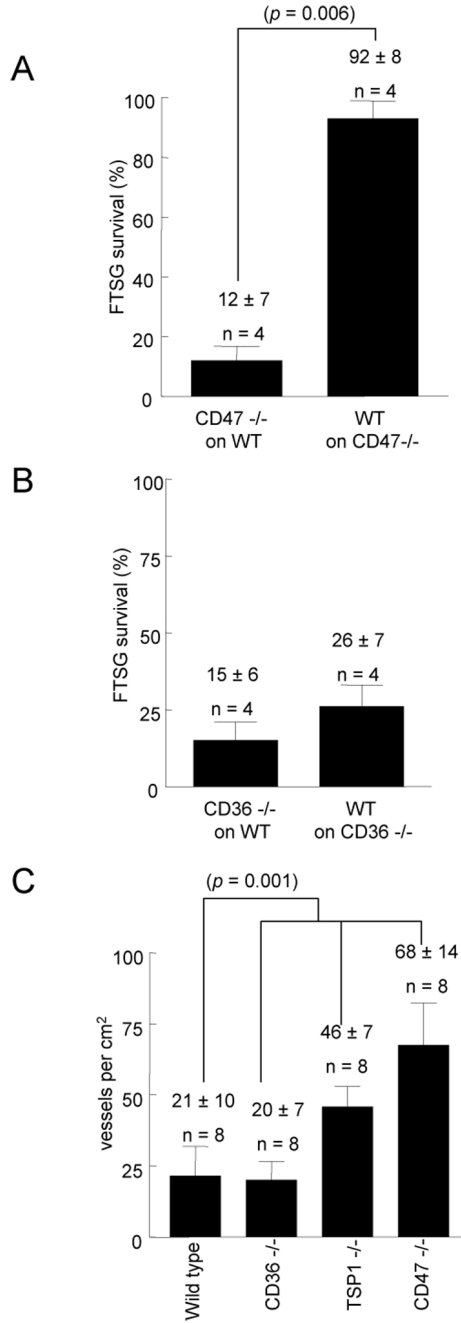 A
(p = 0.006)
92 ± 8
n = 4
12 ± 7
n = 4
FTSG survival (%)
100
80
60
40
20
0
CD47 -/-
on WT
WT
on CD47-/-
B
FTSG survival (%)
100
75
50
25
0
15 ± 6
n = 4
26 ± 7
n = 4
CD36 -/-
on WT
WT
on CD36 -/-
C
(p = 0.001)
vessels per cm2
100
75
50
25
0
21 ± 10
n = 8
20 ± 7
n = 8
46 ± 7
n = 8
68 ± 14
n = 8
Wild type
CD36 -/-
TSP1 -/-
CD47 -/-